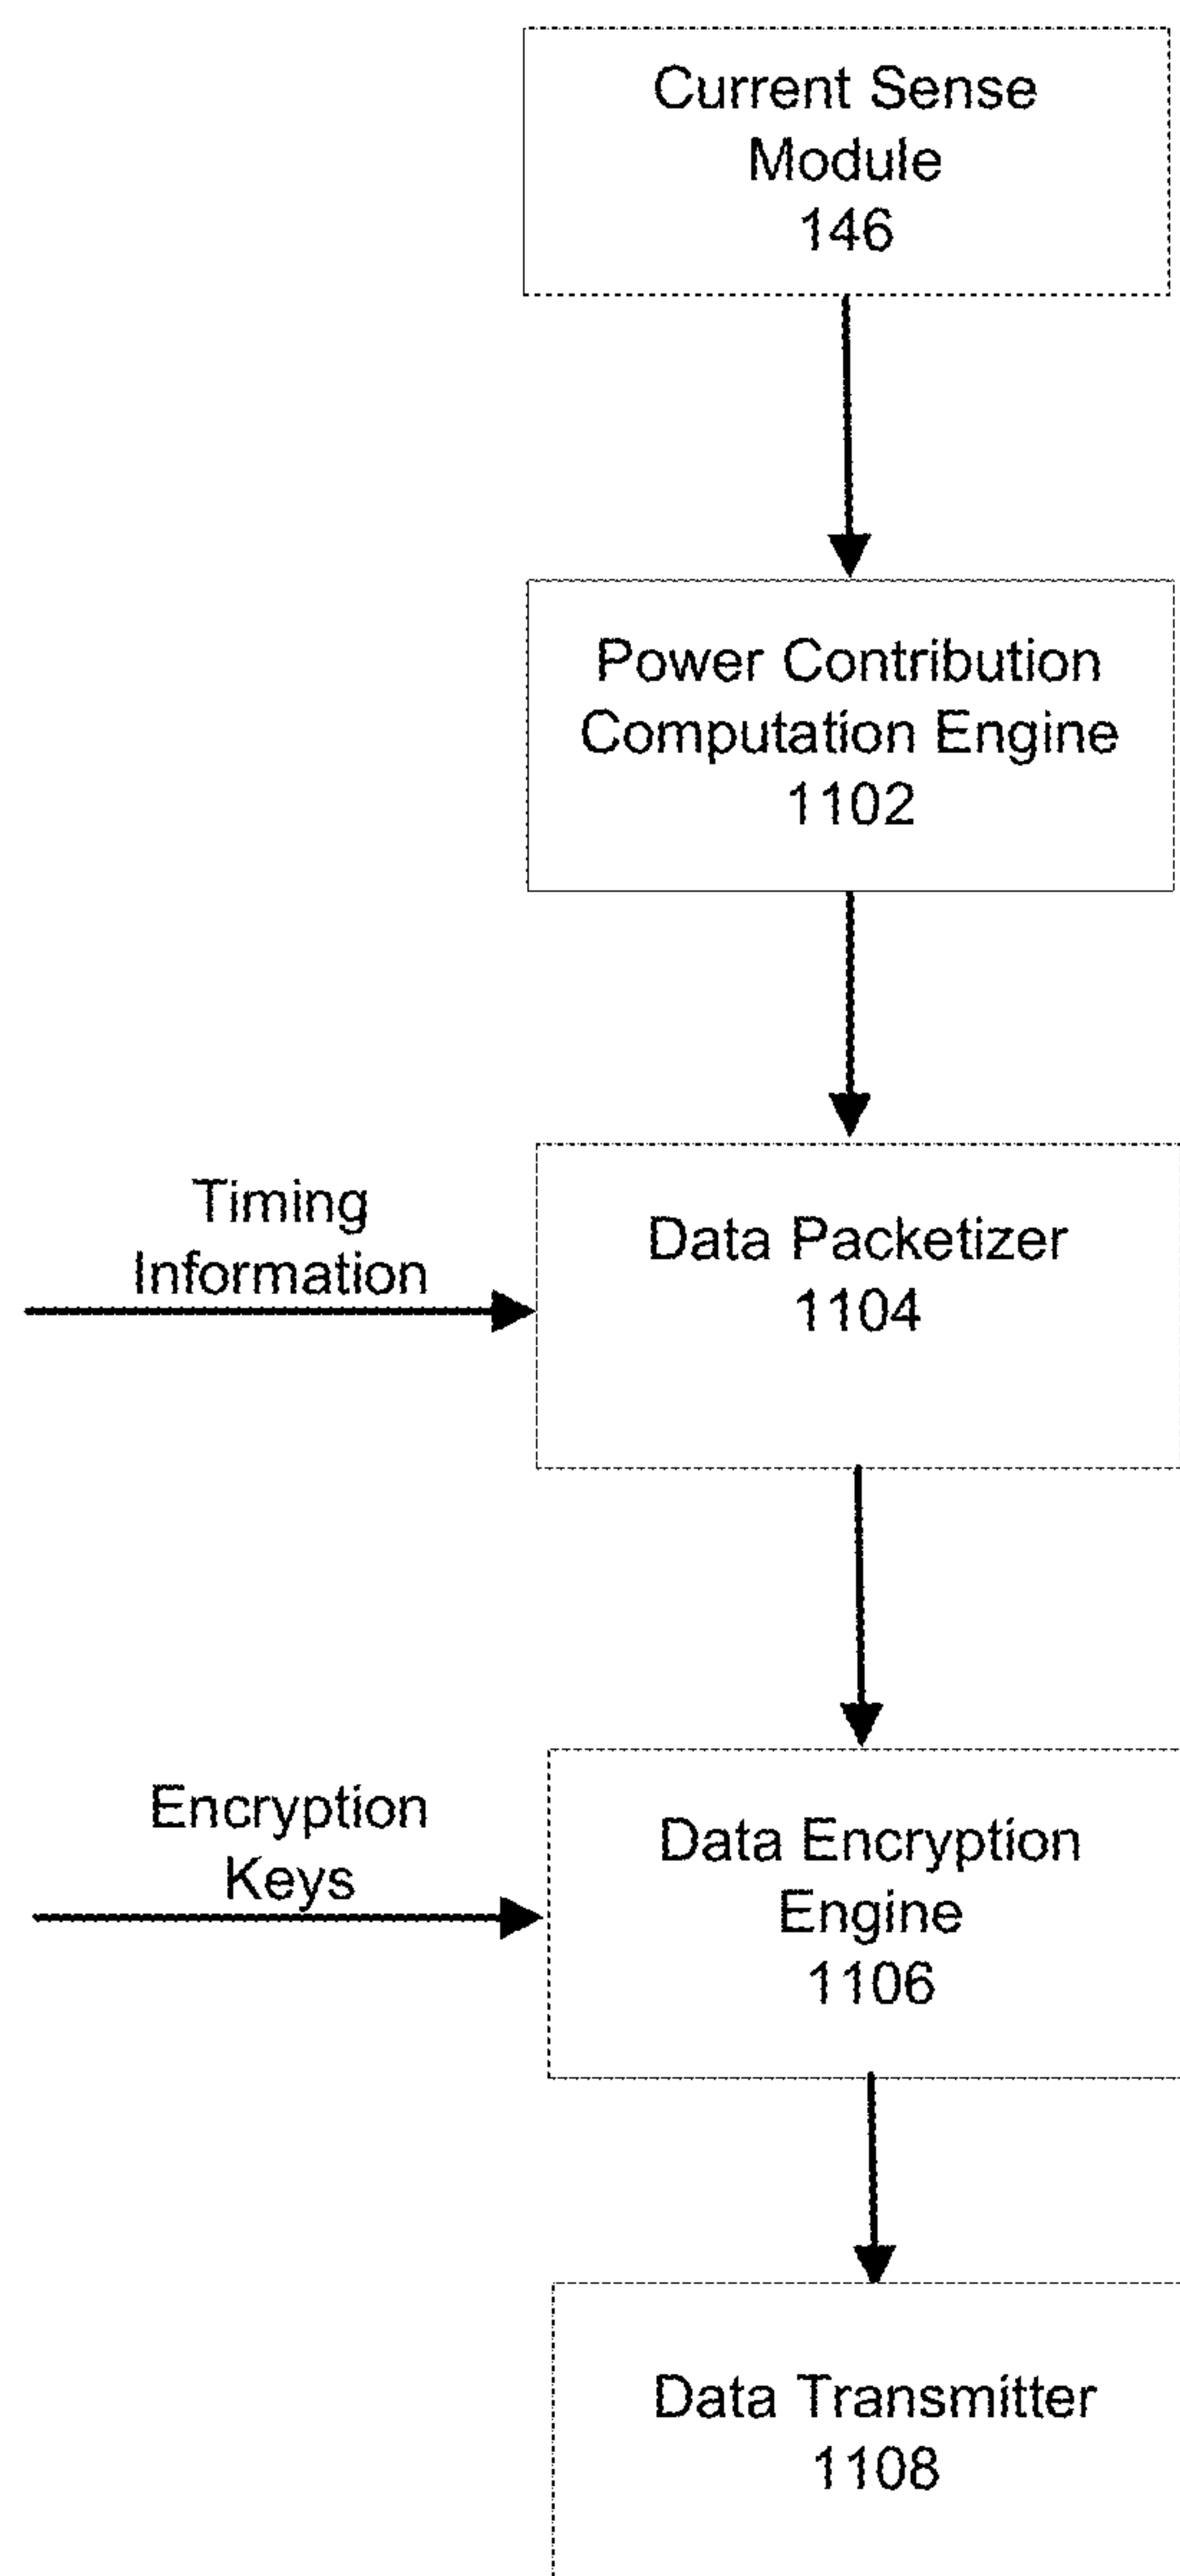 Current Sense
Module
146
Power Contribution
Computation Engine
1102
Timing
Information
Data Packetizer
1104
Encryption
Keys
Data Encryption
Engine
1106
Data Transmitter
1108